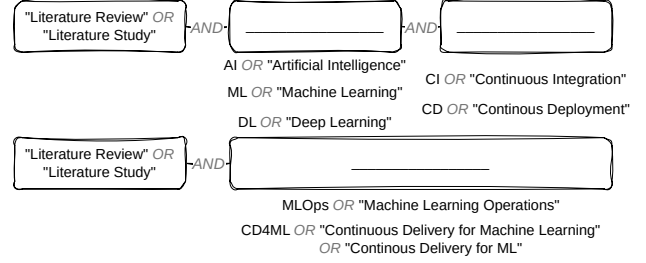 "Literature Review" OR
"Literature Study"
AND
AND
AI OR "Artificial Intelligence"
ML OR "Machine Learning"
DL OR "Deep Learning"
CI OR "Continuous Integration"
CD OR "Continous Deployment"
"Literature Review" OR
"Literature Study"
AND
MLOps OR "Machine Learning Operations"
CD4ML OR "Continuous Delivery for Machine Learning"
OR "Continous Delivery for ML"